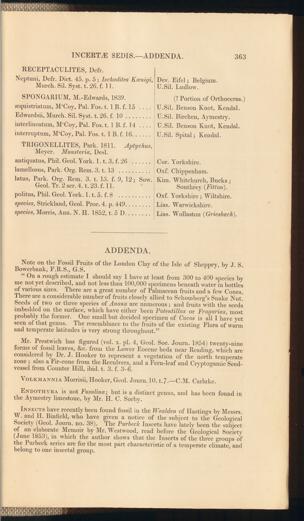 INCERTÆ SEDIS.—ADDENDA. 363
RECEPTACULITES, Defr.
Neptuni, Defr. Dict. 45. p. 5; Ischadites Kœnigi, Murch. Sil. Syst. t. 26. f. 11. Dev. Eifel; Belgium. U.Sil. Ludlow.
SPONGARIUM, M.-Edwards, 1839. (? Portion of Orthoceras.)
æquistriatum, M'Coy, Pal. Foss. t. 1 B. f. 15 .... U.Sil. Benson Knot, Kendal.
Edwardsii, Murch. Sil. Syst. t. 26. f. 10 ........ U.Sil. Aymestry.
interlineatum, M'Coy, Pal. Foss. t. 1 B. f. 14 .... U.Sil. Benson Knot, Kendal.
interruptum, M'Coy, Pal. Foss. t. 1 B. f. 16...... U.Sil. Spital; Kendal.
TRIGONELLITES, Park. 1811. Aptychus,
Meyer. Münsteria, Desl.
antiquatus, Phil. Geol. York. 1. t. 3. f. 26 ...... Cor. Yorkshire.
lamellosus, Park. Org. Rem. 3. t. 13 .......... Oxf. Chippenham.
latus, Park. Org. Rem. 3. t. 13. f. 9, 12; Sow. Kim. Whitchurch, Bucks;
Geol. Tr. 2 ser. 4. t. 23. f. 11. Southrey [Fitton].
politus, Phil. Geol. York. 1. t. 5. f. 8 .......... Oxf. Yorkshire; Wiltshire.
species, Strickland, Geol. Proc. 4. p. 449........ Lias. Warwickshire.
species, Morris, Ann. N. H. 1852, t. 5 D........ Lias. Wollaston
ADDENDA.
Note on the Fossil Fruits of the London Clay of the Isle of Sheppey, by J. S.
Bowerbank, F.R.S., G.S.
"On a rough estimate I should say I have at least from 300 to 400 species by
me not yet described, and not less than 100,000 specimens beneath water in bottles
of various sizes. There are a great number of Palmacean fruits and a few Cones,
There are a considerable number of fruits closely allied to Schomberg's Snake Nut.
Seeds of two or three species of Anona are numerous; and fruits with the seeds
imbedded on the surface, which have either been Potentillas or Fragarias, most
probably the former. One small but decided specimen of Cocos is all I have yet
seen of that genus. The resemblance to the fruits of the existing Flora of warm
and temperate latitudes is very strong throughout."
Mr. Prestwich has figured (vol. x. pl. 4, Geol. Soc. Journ. 1854) twenty-nine
forms of fossil leaves, &c. from the Lower Eocene beds near Reading, which are
considered by Dr. J. Hooker to represent a vegetation of the north temperate
zone; also a Fir-cone from the Reculvers, and a Fern-leaf and Cryptogamic Seed-
vessel from Counter Hill, ibid. t. 3. f. 3-6.
VOLKMANNIA Morrisii, Hooker, Geol. Journ. 10. t. 7.—C.M. Carluke.
ENDOTHYRA is not Fusulina; but is a distinct genus, and has been found in
the Aymestry limestone, by Mr. H. C. Sorby.
INSECTS have recently been found fossil in the Wealden of Hastings by Messrs.
W. and H. Binfield, who have given a notice of the subject to the Geological
Society (Geol. Journ. no. 38). The Purbeck Insects have lately been the subject
of an elaborate Memoir by Mr. Westwood, read before the Geological Society
(June 1853), in which the author shows that the Insects of the three groups of
the Purbeck series are for the most part characteristic of a temperate climate, and
belong to one insectal group.